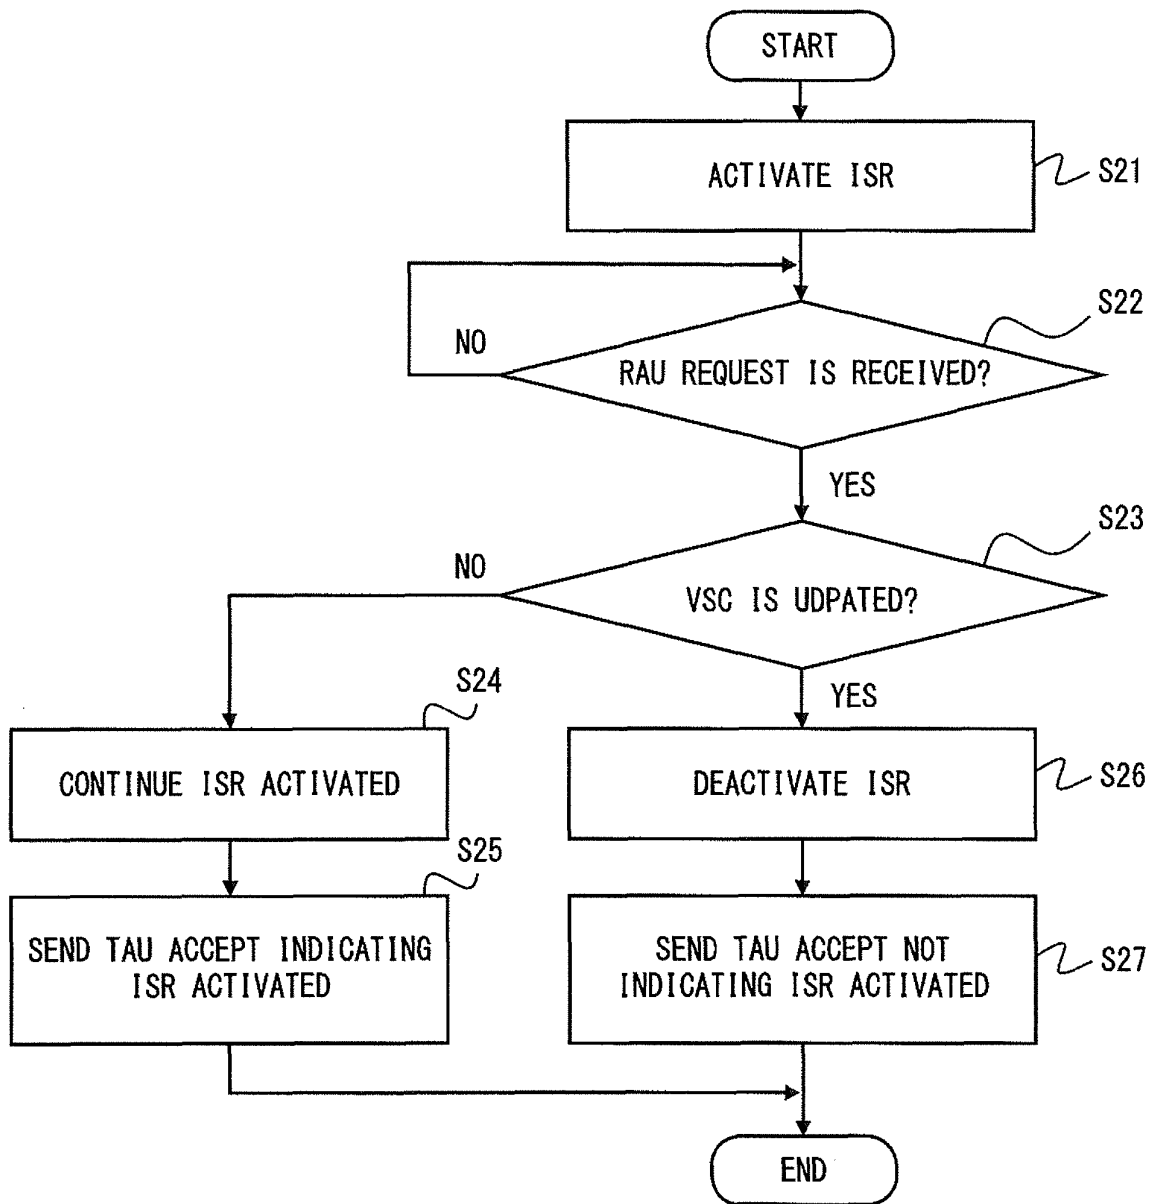 START
ACTIVATE ISR
S21
S22
NO
RAU REQUEST IS RECEIVED?
YES
S23
NO
VSC IS UDPATED?
YES
S24
CONTINUE ISR ACTIVATED
DEACTIVATE ISR
S26
S25
SEND TAU ACCEPT INDICATING
ISR ACTIVATED
SEND TAU ACCEPT NOT
INDICATING ISR ACTIVATED
S27
END